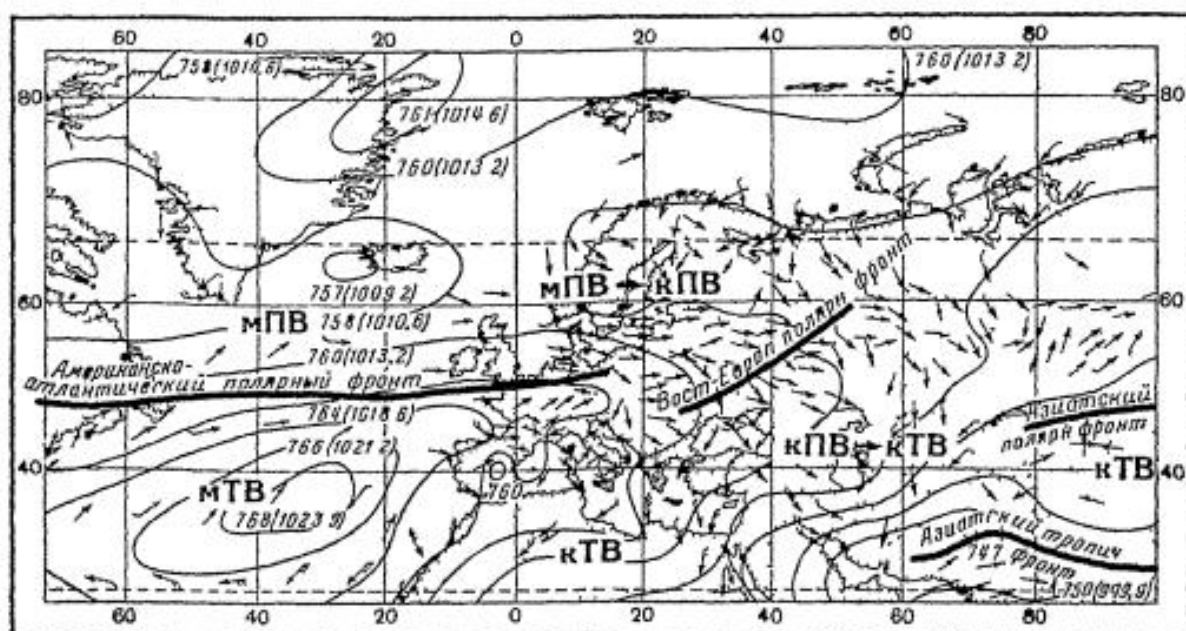 60 40 20 0 20 40 60 80
758(1010,6)
760(1013 2)
80 80
761(1014 6)
760(1013 2)
757(1009 2)
мПВ кПВ
фронт
60 60
мПВ 758(1010,6)
760(1013,2)
Американско-
атлантический полярный фронт
Вост-Европ полярн
764(1018 6)
Азиатский
полярн фронт
766(1021 2)
кПВ кТВ
40 40
кТВ
мТВ
760
768(1023 9)
кТВ
Азиатский тропич
747 фронт
750(999,9)
60 40 20 0 20 40 60 80